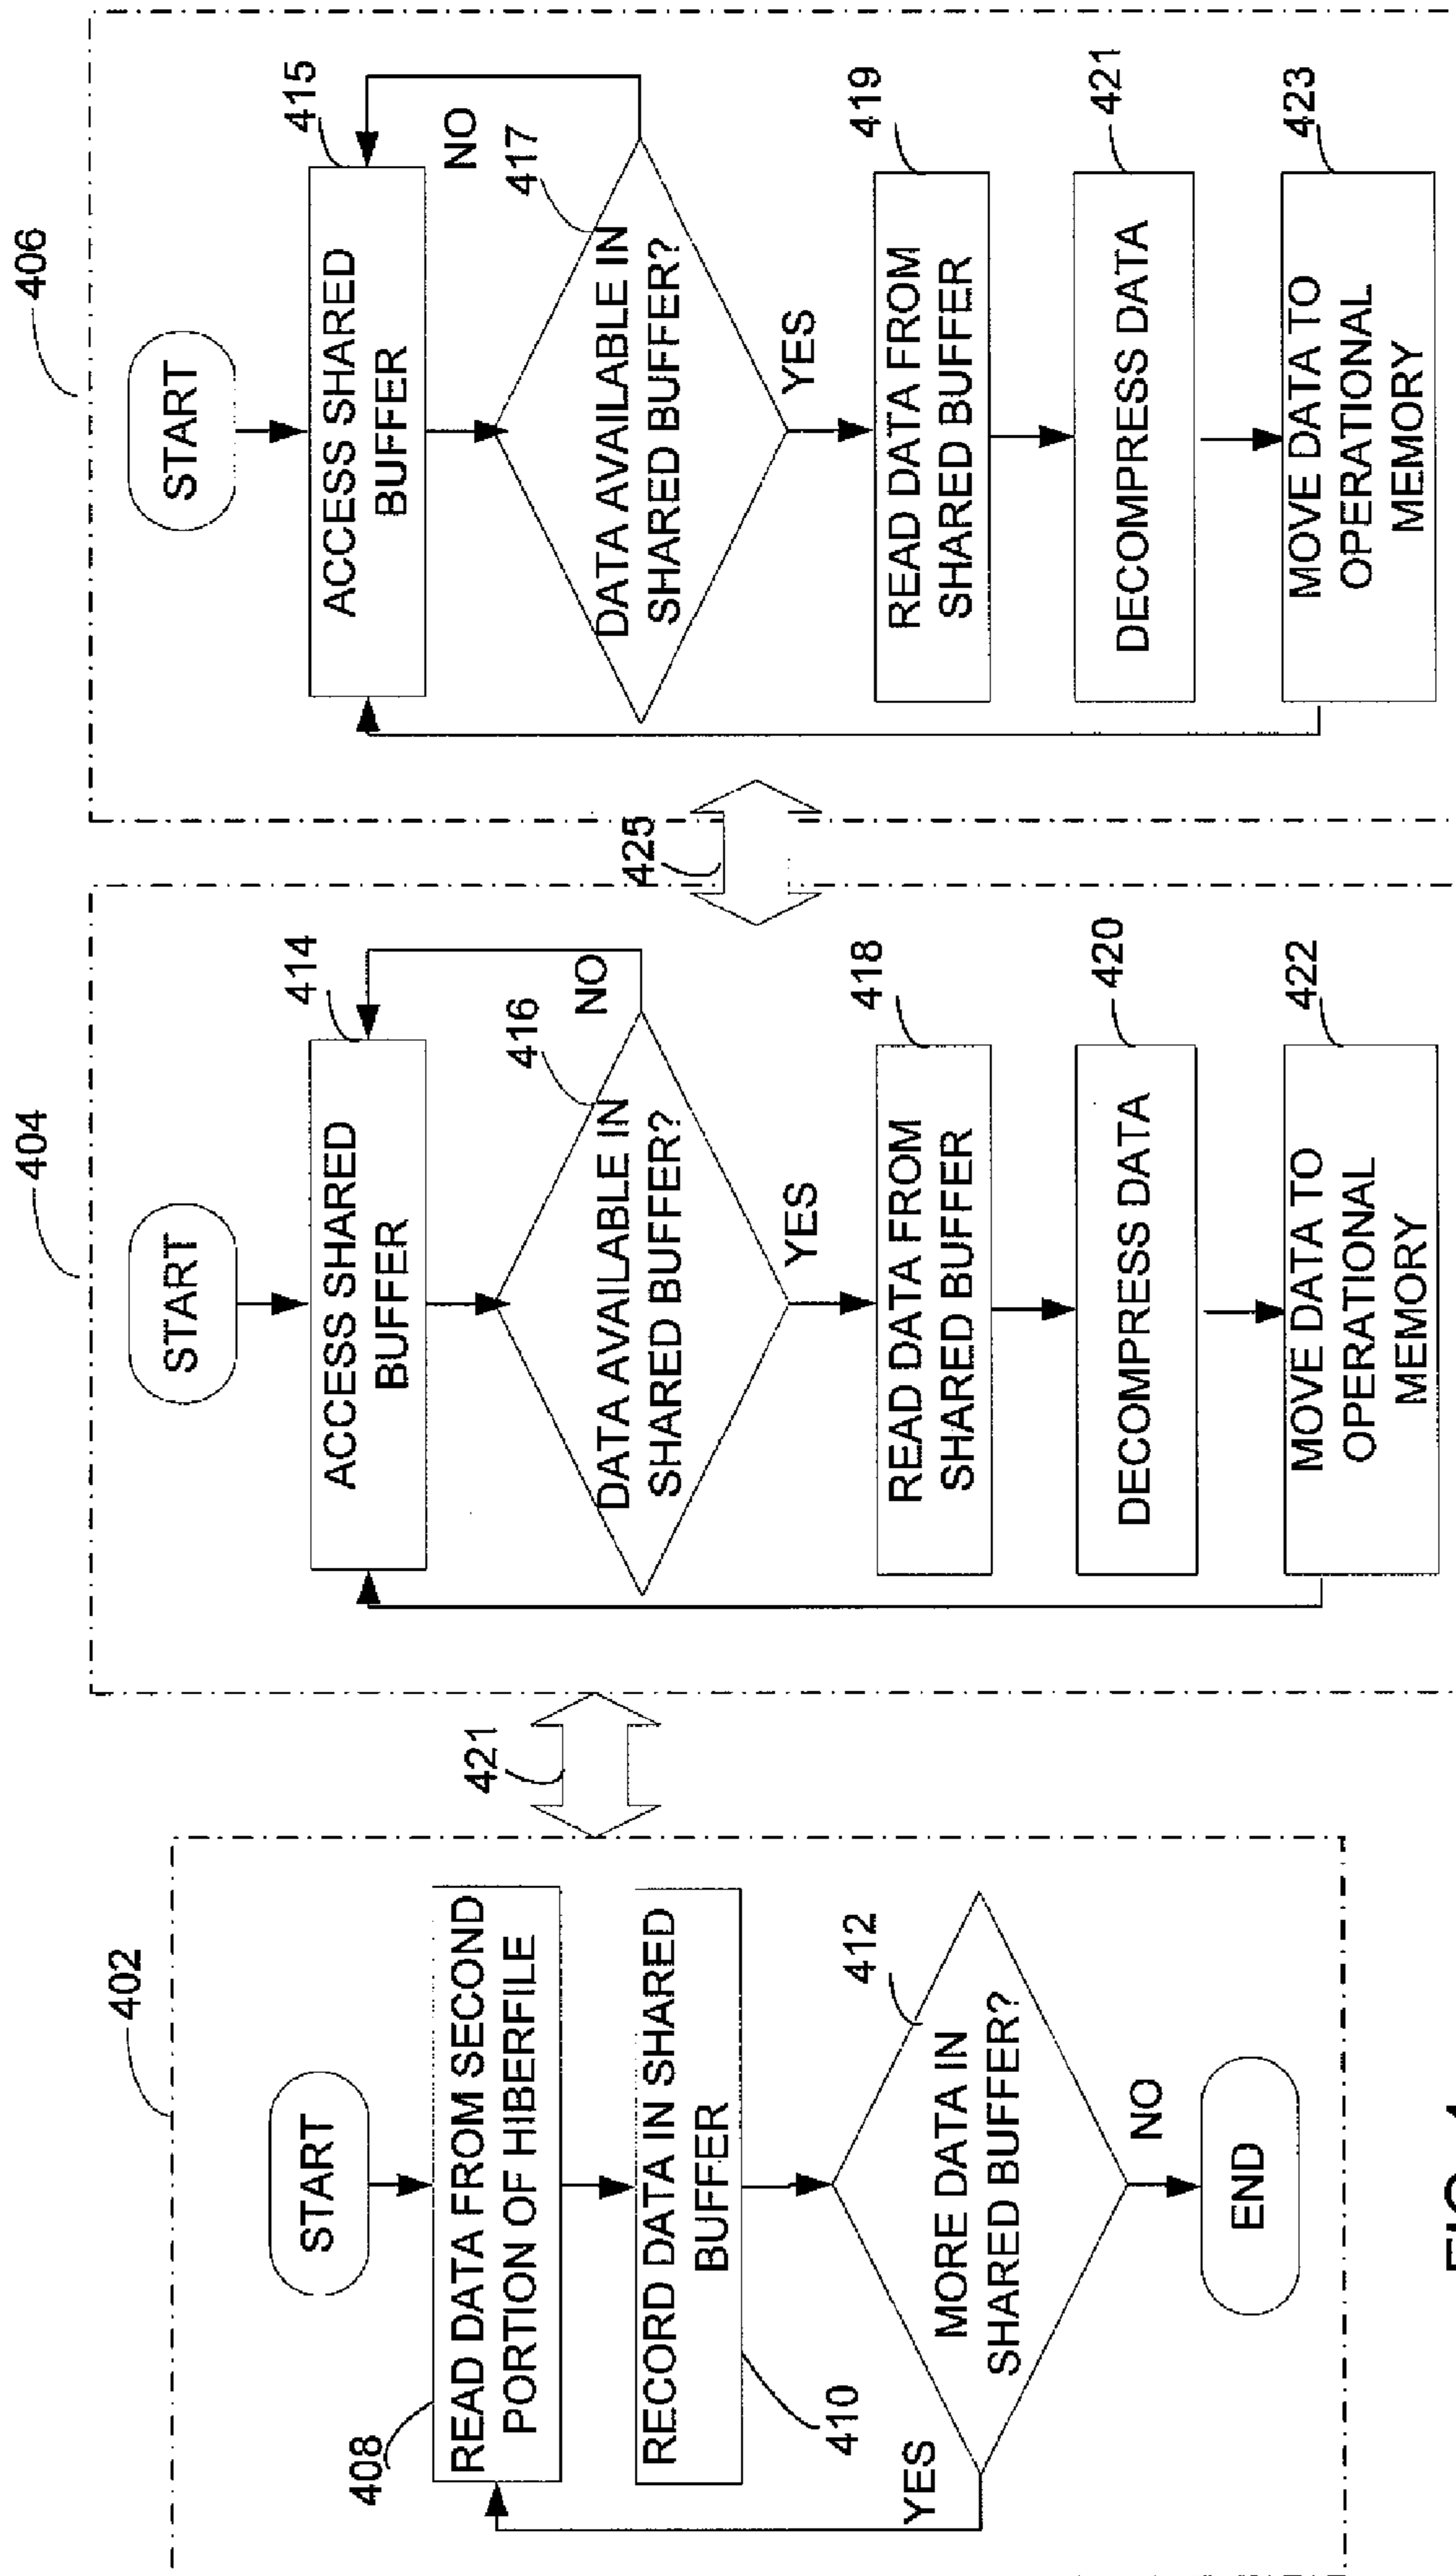 402
START
408
READ DATA FROM SECOND
PORTION OF HIBERFILE
410
RECORD DATA IN SHARED
BUFFER
412
MORE DATA IN
SHARED BUFFER?
YES
NO
END
421
404
START
414
ACCESS SHARED
BUFFER
416
NO
DATA AVAILABLE IN
SHARED BUFFER?
YES
418
READ DATA FROM
SHARED BUFFER
420
DECOMPRESS DATA
422
MOVE DATA TO
OPERATIONAL
MEMORY
425
406
START
415
ACCESS SHARED
BUFFER
NO
417
DATA AVAILABLE IN
SHARED BUFFER?
YES
419
READ DATA FROM
SHARED BUFFER
421
DECOMPRESS DATA
423
MOVE DATA TO
OPERATIONAL
MEMORY